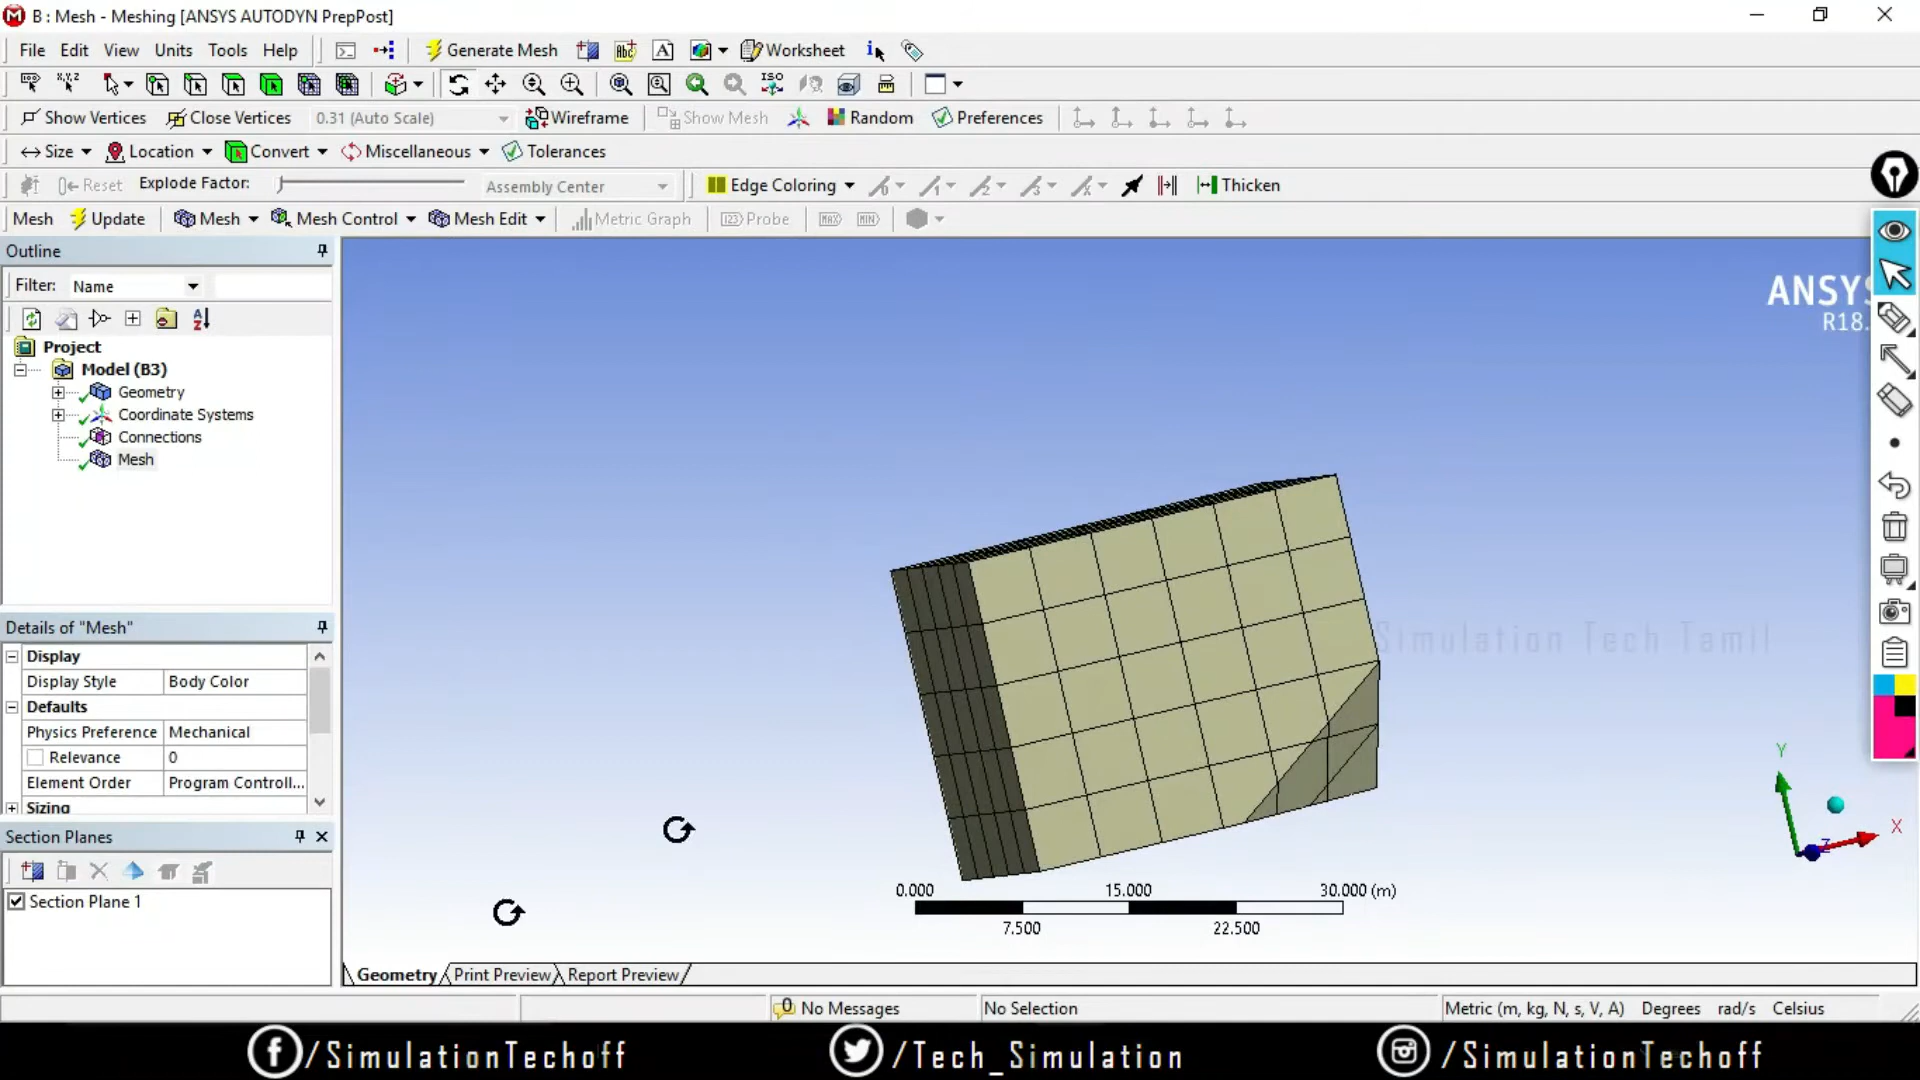 B : Mesh - Meshing [ANSYS AUTODYN PrepPost]
File Edit View Units Tools Help Generate Mesh Worksheet
ISO
Show Vertices Close Vertices 0.31 (Auto Scale) Wireframe Show Mesh Random Preferences
Size Location Convert Miscellaneous Tolerances
Reset Explode Factor: Assembly Center Edge Coloring Thicken
Mesh Update Mesh Mesh Control Mesh Edit Metric Graph Probe MAX MIN
Outline
Filter: Name
Project
Model (B3)
Geometry
Coordinate Systems
Connections
Mesh
Details of "Mesh"
Display
Display Style Body Color
Defaults
Physics Preference Mechanical
Relevance 0
Element Order Program Controll...
Sizing
Section Planes
Section Plane 1
ANSYS
R18.
Simulation Tech Tamil
Y
X
Z
0.000 15.000 30.000 (m)
7.500 22.500
Geometry Print Preview Report Preview
0 No Messages No Selection Metric (m, kg, N, s, V, A) Degrees rad/s Celsius
/SimulationTechoff /Tech_Simulation /SimulationTechoff